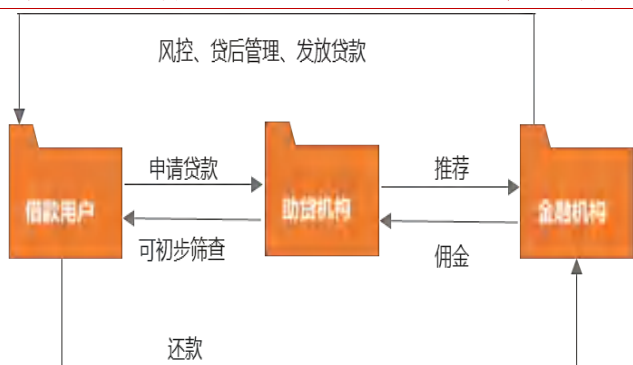 风控、贷后管理、发放贷款
申请贷款
推荐
借款用户
助贷机构
金融机构
可初步筛查
佣金
还款